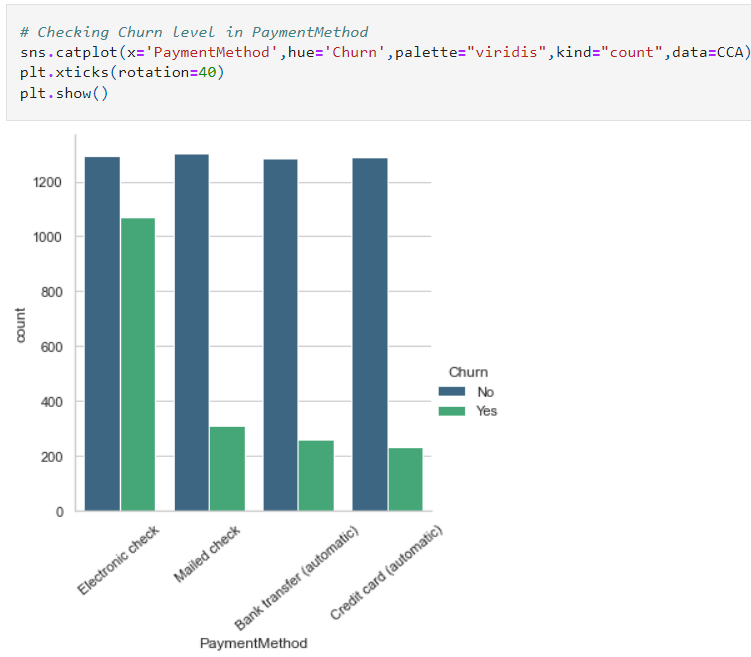 # Checking Churn level in PaymentMethod
sns.catplot(x='PaymentMethod',hue='Churn',palette="viridis",kind="count",data=CCA)
plt.xticks(rotation=40)
plt.show()
1200
1000
800
600
400
200
0
count
Churn
No
Yes
Electronic check
Mailed check
Bank transfer (automatic)
Credit card (automatic)
PaymentMethod